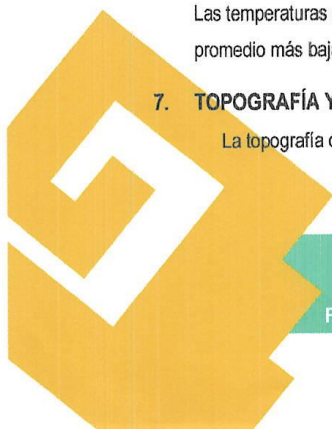 Las temperaturas
promedio más baj
7. TOPOGRAFÍA Y
La topografía